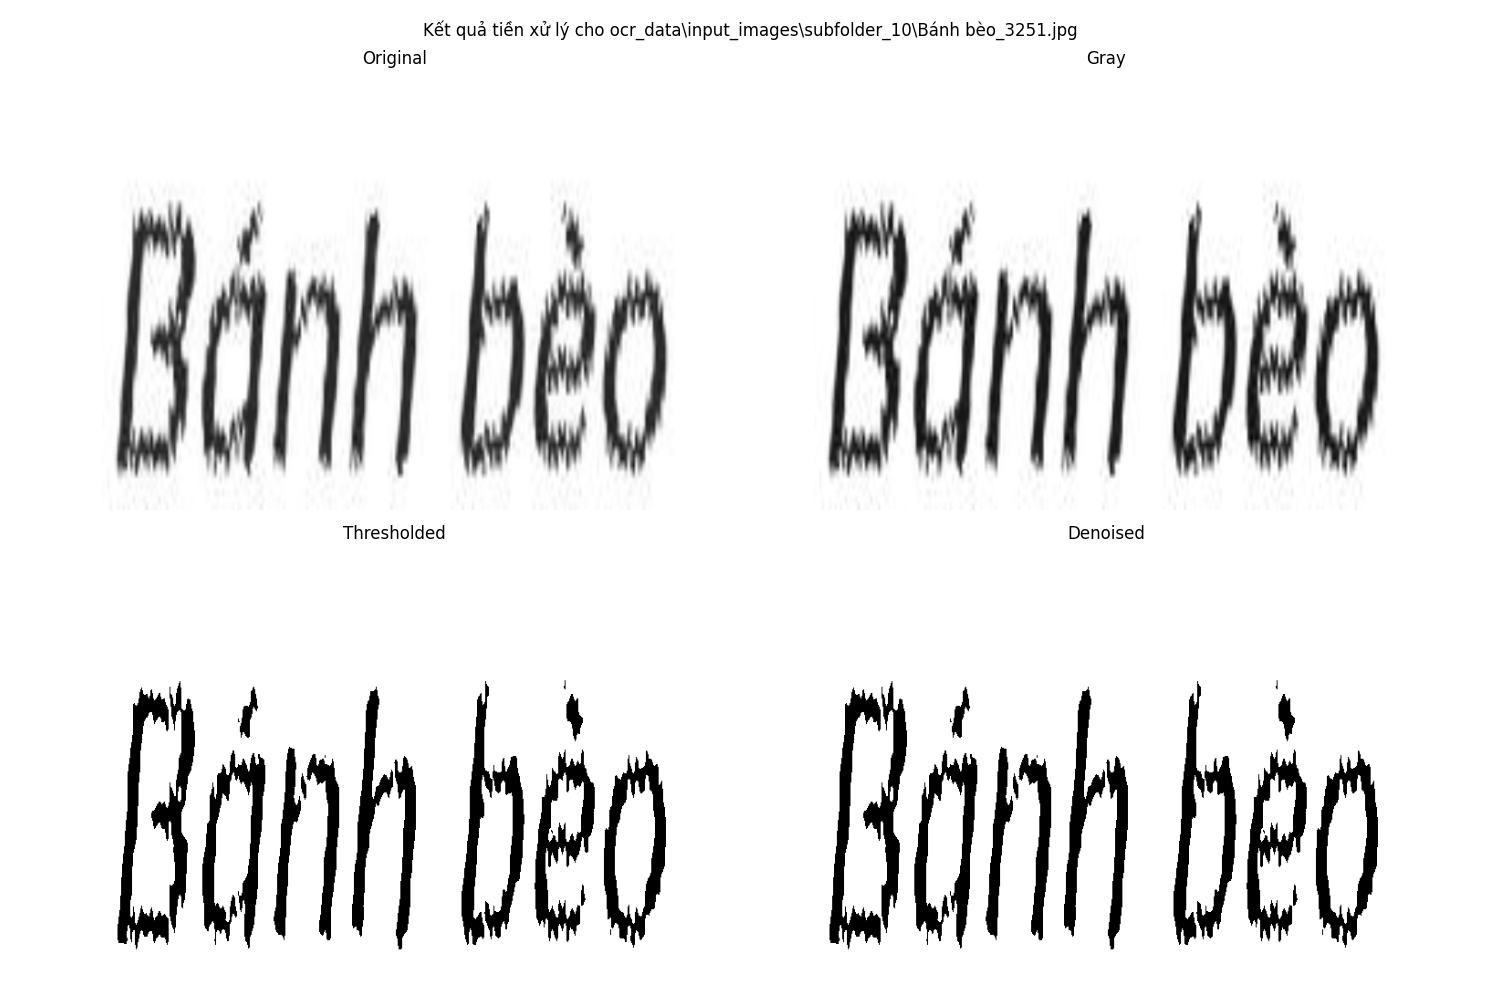 Kết quả tiền xử lý cho ocr_data\input_images\subfolder_10\Bánh bèo_3251.jpg
Original
Gray
Bánh bèo
Bánh bèo
Thresholded
Denoised
Bánh bèo
Bánh bèo